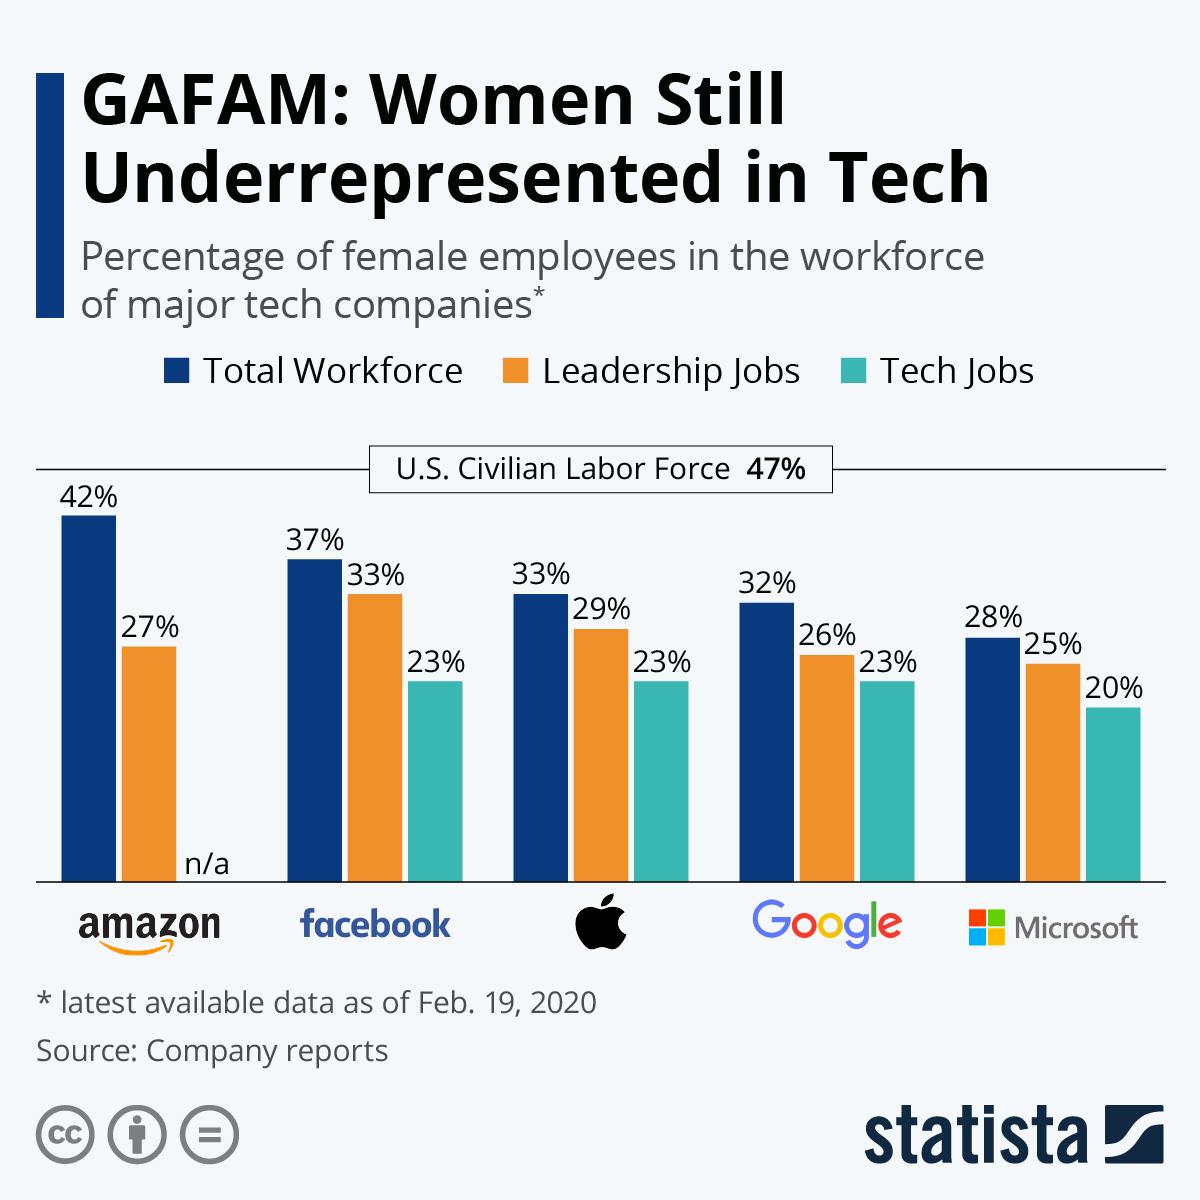 GAFAM: Women Still
Underrepresented in Tech
Percentage of female employees in the workforce
of major tech companies*
Total Workforce Leadership Jobs Tech Jobs
U.S. Civilian Labor Force 47%
42% 27% n/a
37% 33% 23%
33% 29% 23%
32% 26% 23%
28% 25% 20%
amazon facebook Google Microsoft
* latest available data as of Feb. 19, 2020
Source: Company reports
cc
statista